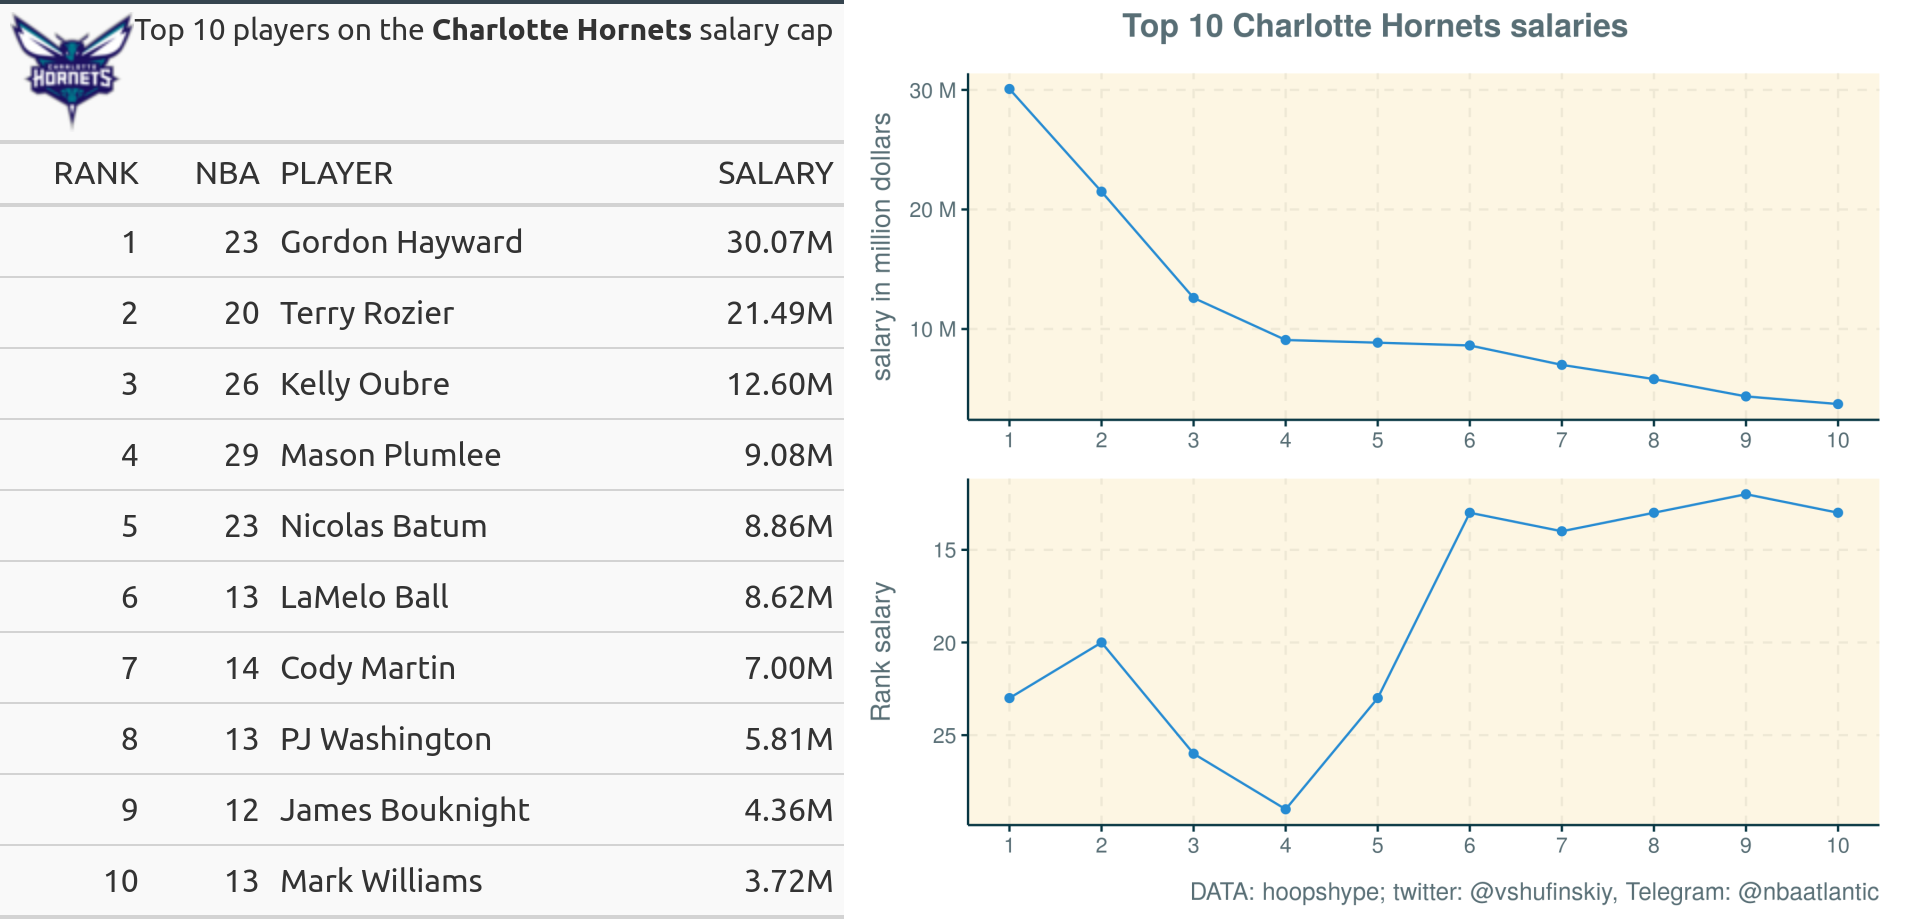 Top 10 players on the Charlotte Hornets salary cap
CHARLOTTE
HORNETS
RANK NBA PLAYER SALARY
1 23 Gordon Hayward 30.07M
2 20 Terry Rozier 21.49M
3 26 Kelly Oubre 12.60M
4 29 Mason Plumlee 9.08M
5 23 Nicolas Batum 8.86M
6 13 LaMelo Ball 8.62M
7 14 Cody Martin 7.00M
8 13 PJ Washington 5.81M
9 12 James Bouknight 4.36M
10 13 Mark Williams 3.72M
Top 10 Charlotte Hornets salaries
salary in million dollars
30 M
20 M
10 M
1 2 3 4 5 6 7 8 9 10
Rank salary
15
20
25
1 2 3 4 5 6 7 8 9 10
DATA: hoopshype; twitter: @vshufinskiy, Telegram: @nbaatlantic